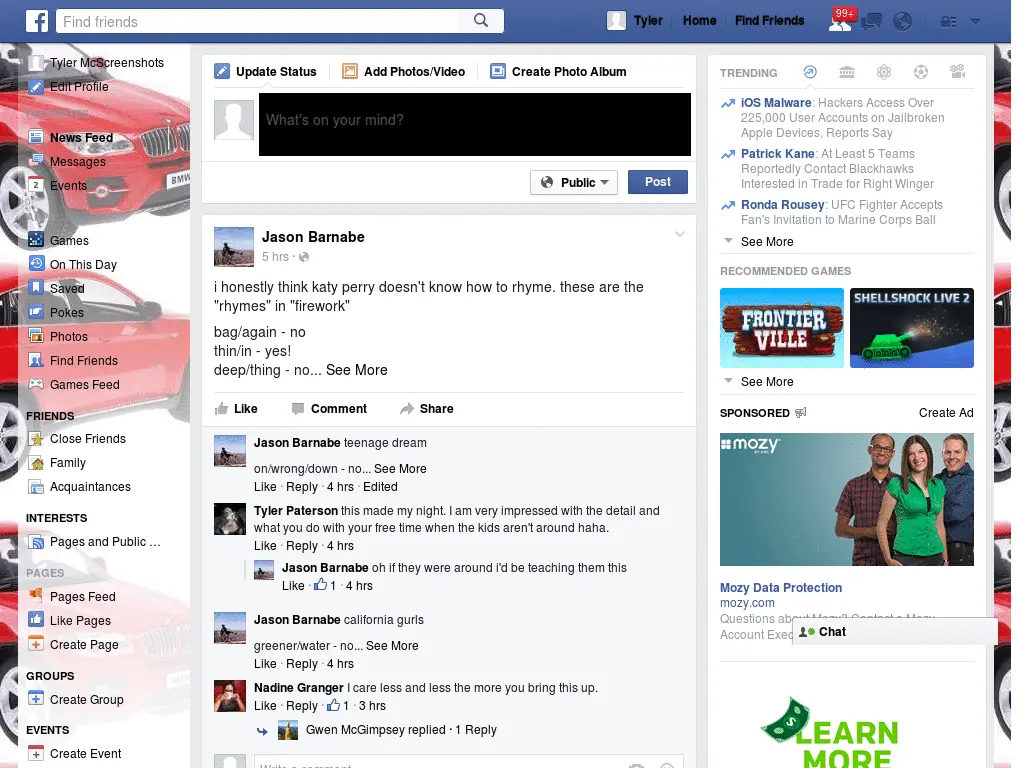 Find friends
Tyler
Home
Find Friends
99+
Tyler McScreenshots
Edit Profile
FAVORITES
News Feed
Messages
2
Events
Games
On This Day
Saved
Pokes
Photos
Find Friends
Games Feed
FRIENDS
Close Friends
Family
Acquaintances
INTERESTS
Pages and Public ...
PAGES
Pages Feed
Like Pages
Create Page
GROUPS
Create Group
EVENTS
Create Event
BMW
Update Status
Add Photos/Video
Create Photo Album
What's on your mind?
Public
Post
Jason Barnabe
5 hrs ·
i honestly think katy perry doesn't know how to rhyme. these are the
"rhymes" in "firework"
bag/again - no
thin/in - yes!
deep/thing - no... See More
Like
Comment
Share
Jason Barnabe teenage dream
on/wrong/down - no... See More
Like · Reply · 4 hrs · Edited
Tyler Paterson this made my night. I am very impressed with the detail and
what you do with your free time when the kids aren't around haha.
Like · Reply · 4 hrs
Jason Barnabe oh if they were around i'd be teaching them this
Like · 1 · 4 hrs
Jason Barnabe california gurls
greener/water - no... See More
Like · Reply · 4 hrs
Nadine Granger I care less and less the more you bring this up.
Like · Reply · 1 · 3 hrs
Gwen McGimpsey replied · 1 Reply
Write a comment...
TRENDING
iOS Malware: Hackers Access Over
225,000 User Accounts on Jailbroken
Apple Devices, Reports Say
Patrick Kane: At Least 5 Teams
Reportedly Contact Blackhawks
Interested in Trade for Right Winger
Ronda Rousey: UFC Fighter Accepts
Fan's Invitation to Marine Corps Ball
See More
RECOMMENDED GAMES
FRONTIER
VILLE
SHELLSHOCK LIVE 2
See More
SPONSORED
Create Ad
mozy
Mozy Data Protection
mozy.com
Questions about Mozy? Contact a Mozy
Account Exec
Chat
LEARN
MORE